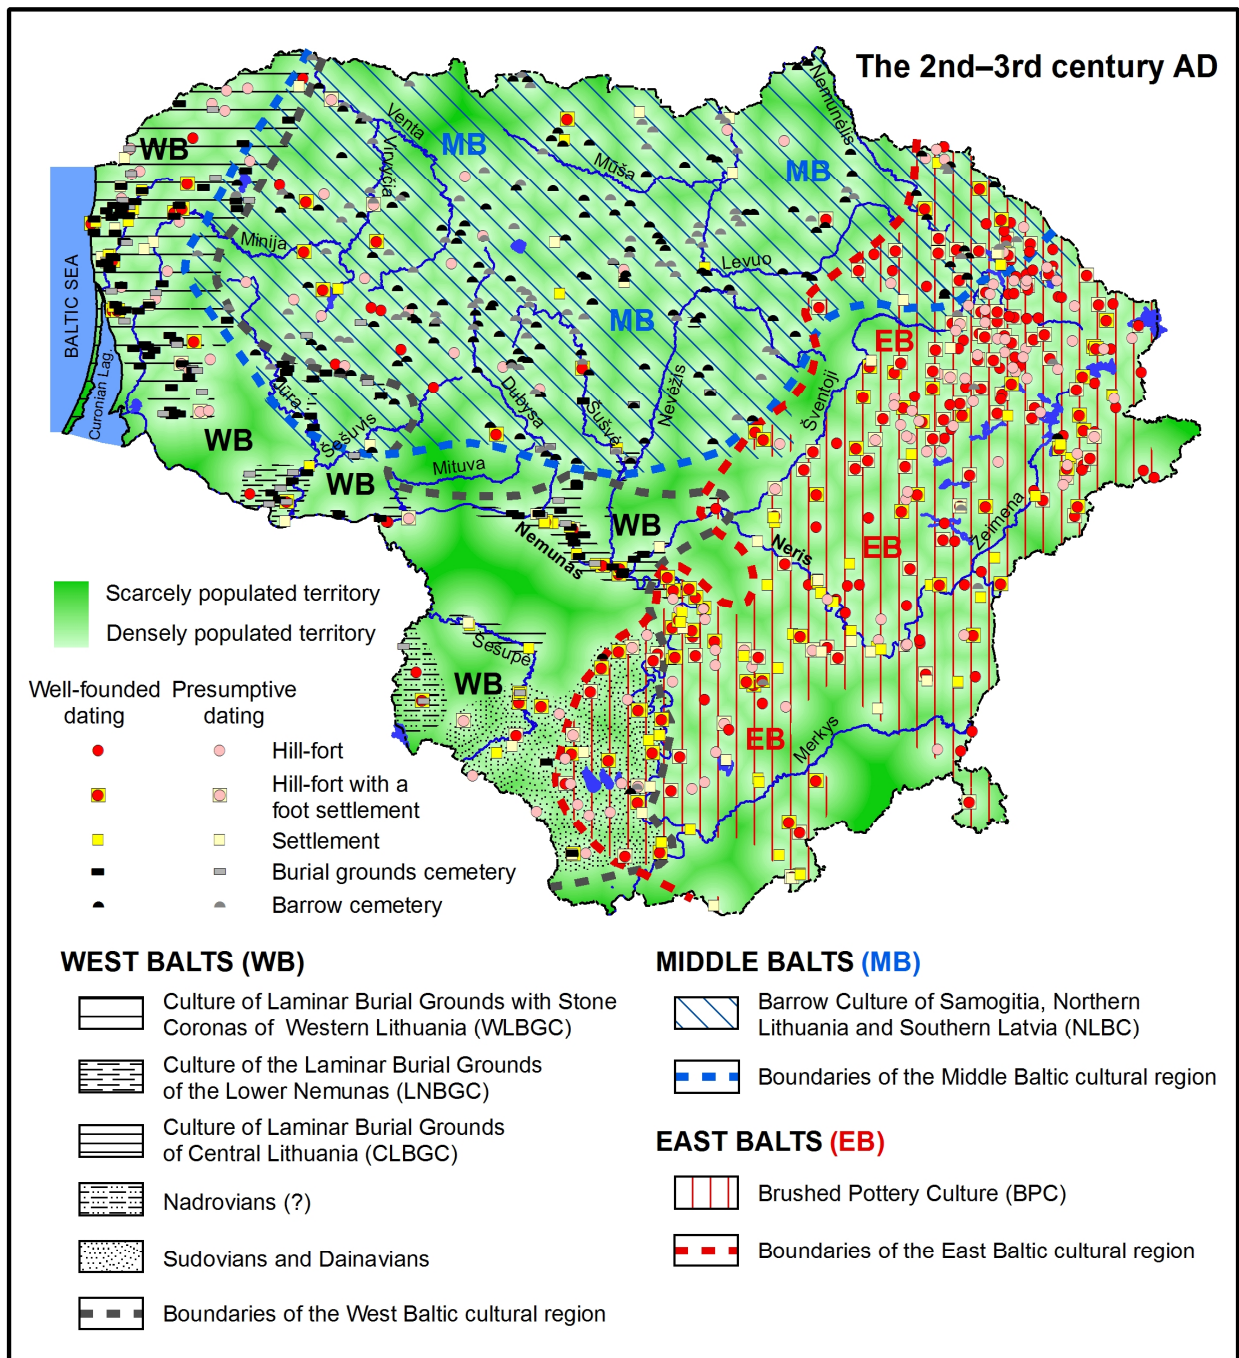 The 2nd–3rd century AD
Nemunėlis
Venta
Virvyčia
MB
Mūša
MB
WB
Minija
Levuo
BALTIC SEA
MB
EB
Curonian Lag.
Jūra
Dubysa
Šušvė
Nevėžis
Šventoji
WB
Šešuvis
Mituva
WB
WB
Nemunas
Neris
EB
Žeimena
Scarcely populated territory
Densely populated territory
Šešupė
WB
EB
Merkys
Well-founded dating
Presumptive dating
Hill-fort
Hill-fort with a
foot settlement
Settlement
Burial grounds cemetery
Barrow cemetery
WEST BALTS (WB)
Culture of Laminar Burial Grounds with Stone
Coronas of Western Lithuania (WLBGC)
Culture of the Laminar Burial Grounds
of the Lower Nemunas (LNBGC)
Culture of Laminar Burial Grounds
of Central Lithuania (CLBGC)
Nadrovians (?)
Sudovians and Dainavians
Boundaries of the West Baltic cultural region
MIDDLE BALTS (MB)
Barrow Culture of Samogitia, Northern
Lithuania and Southern Latvia (NLBC)
Boundaries of the Middle Baltic cultural region
EAST BALTS (EB)
Brushed Pottery Culture (BPC)
Boundaries of the East Baltic cultural region